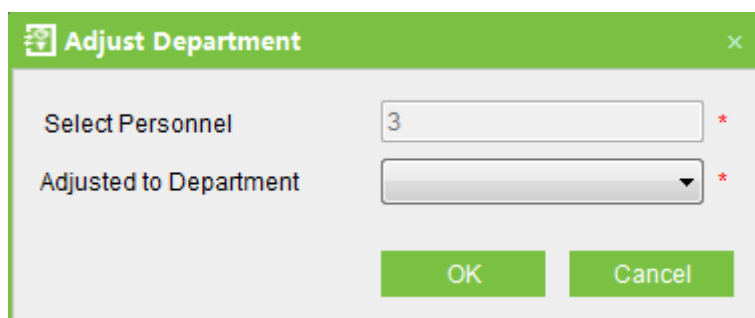 Adjust Department ×
Select Personnel 3 *
Adjusted to Department *
OK Cancel